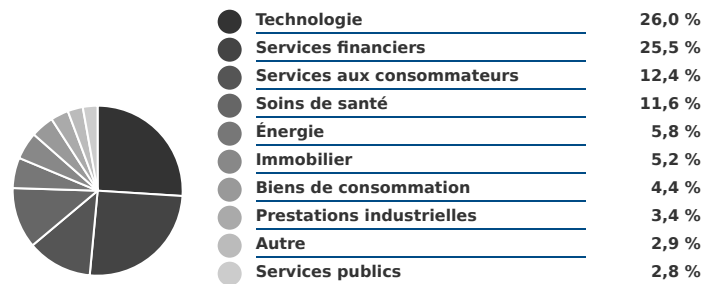 Technologie 26,0 %
Services financiers 25,5 %
Services aux consommateurs 12,4 %
Soins de santé 11,6 %
Énergie 5,8 %
Immobilier 5,2 %
Biens de consommation 4,4 %
Prestations industrielles 3,4 %
Autre 2,9 %
Services publics 2,8 %